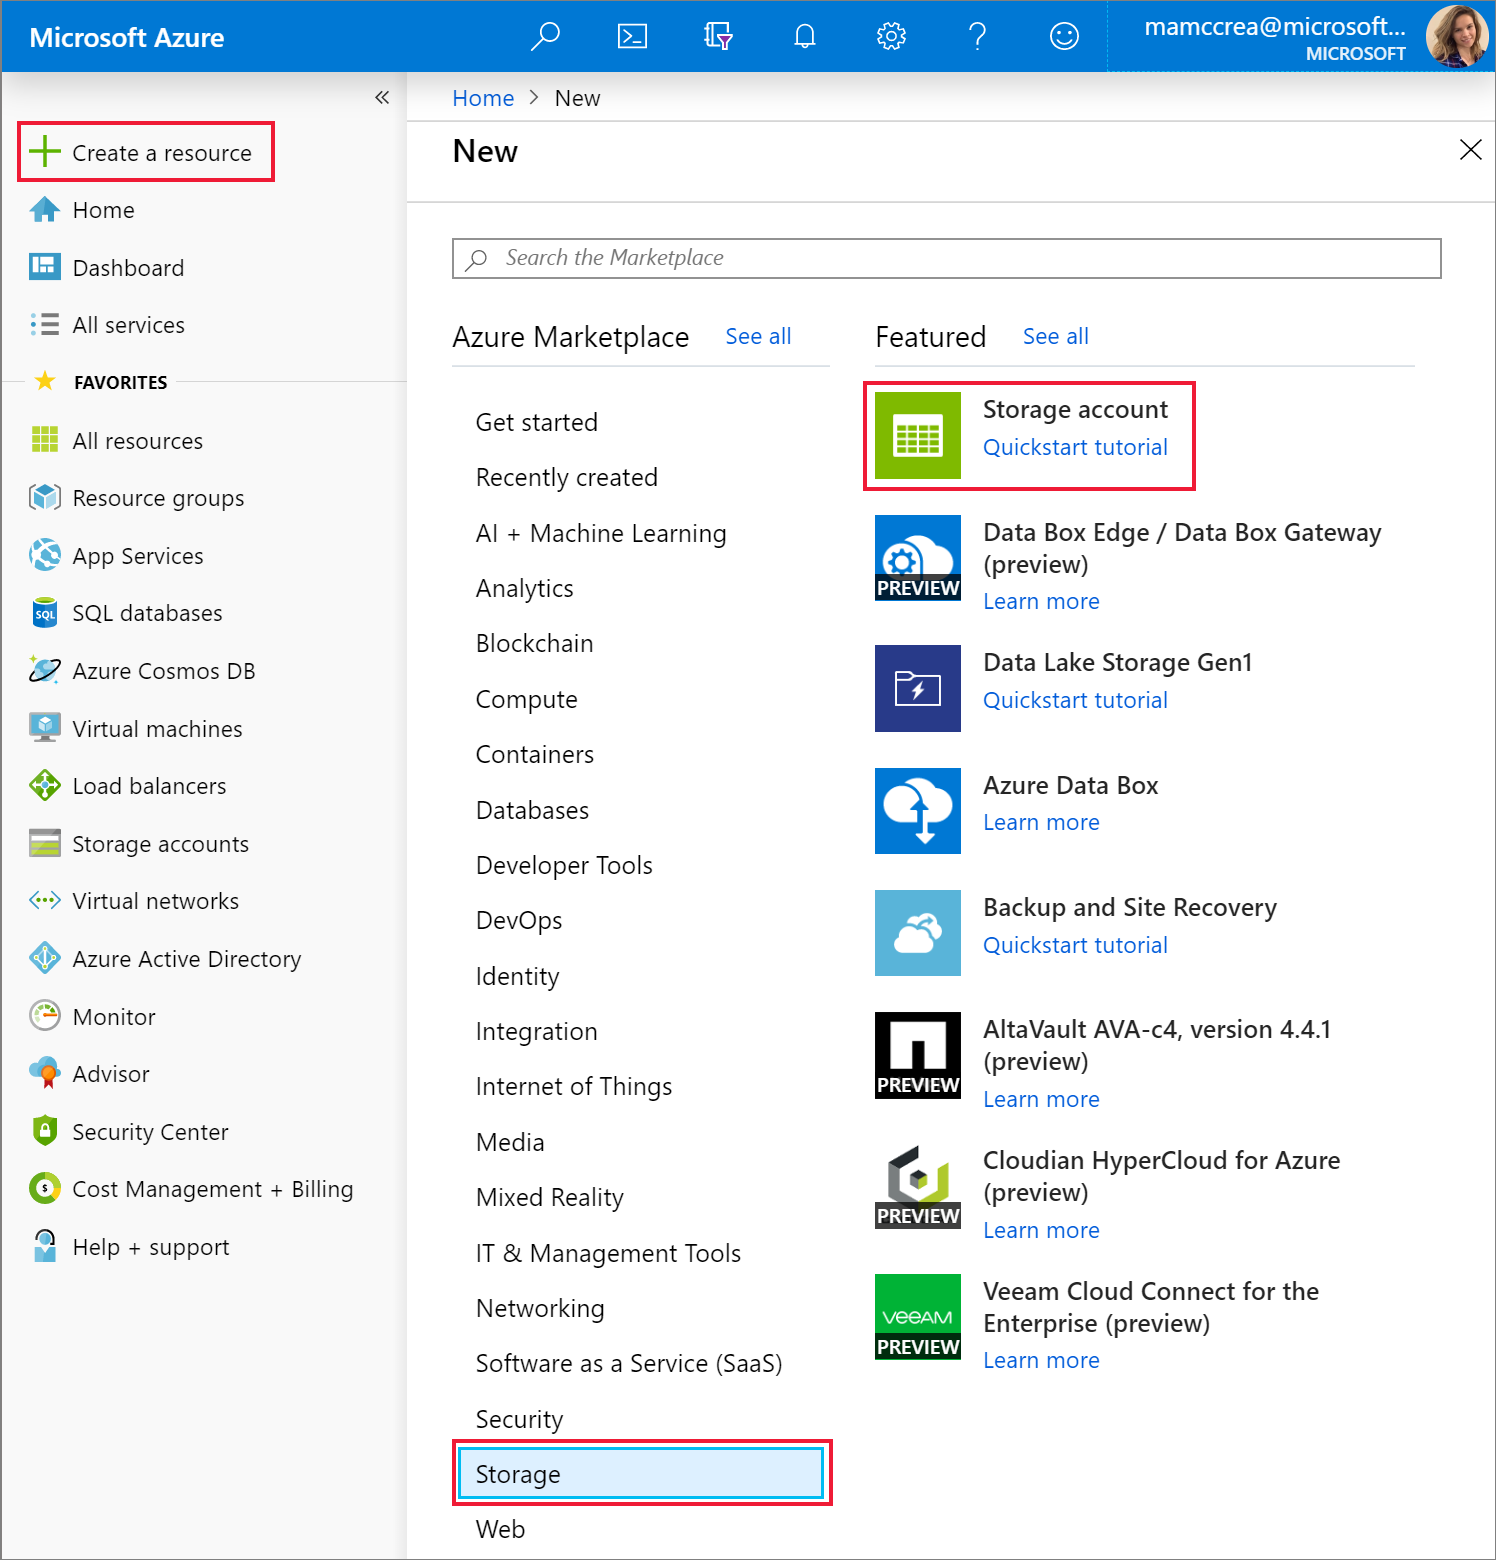 Microsoft Azure
mamccrea@microsoft...
MICROSOFT
Create a resource
Home
Dashboard
All services
FAVORITES
All resources
Resource groups
App Services
SQL
SQL databases
Azure Cosmos DB
Virtual machines
Load balancers
Storage accounts
Virtual networks
Azure Active Directory
Monitor
Advisor
Security Center
Cost Management + Billing
Help + support
Home > New
New
Search the Marketplace
Azure Marketplace See all
Get started
Recently created
AI + Machine Learning
Analytics
Blockchain
Compute
Containers
Databases
Developer Tools
DevOps
Identity
Integration
Internet of Things
Media
Mixed Reality
IT & Management Tools
Networking
Software as a Service (SaaS)
Security
Storage
Web
Featured See all
Storage account
Quickstart tutorial
PREVIEW
Data Box Edge / Data Box Gateway
(preview)
Learn more
Data Lake Storage Gen1
Quickstart tutorial
Azure Data Box
Learn more
Backup and Site Recovery
Quickstart tutorial
PREVIEW
AltaVault AVA-c4, version 4.4.1
(preview)
Learn more
PREVIEW
Cloudian HyperCloud for Azure
(preview)
Learn more
veeAM
PREVIEW
Veeam Cloud Connect for the
Enterprise (preview)
Learn more